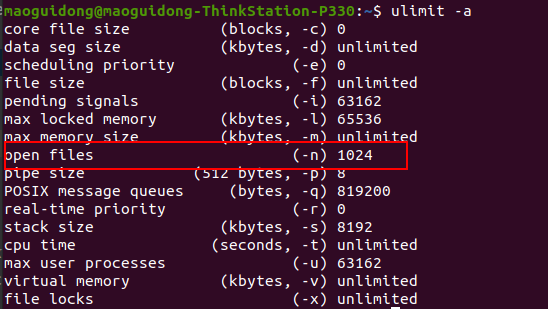 maoguidong@maoguidong-ThinkStation-P330:~$ ulimit -a
core file size          (blocks, -c) 0
data seg size           (kbytes, -d) unlimited
scheduling priority             (-e) 0
file size               (blocks, -f) unlimited
pending signals                 (-i) 63162
max locked memory       (kbytes, -l) 65536
max memory size         (kbytes, -m) unlimited
open files                      (-n) 1024
pipe size            (512 bytes, -p) 8
POSIX message queues     (bytes, -q) 819200
real-time priority              (-r) 0
stack size              (kbytes, -s) 8192
cpu time               (seconds, -t) unlimited
max user processes              (-u) 63162
virtual memory          (kbytes, -v) unlimited
file locks                      (-x) unlimited